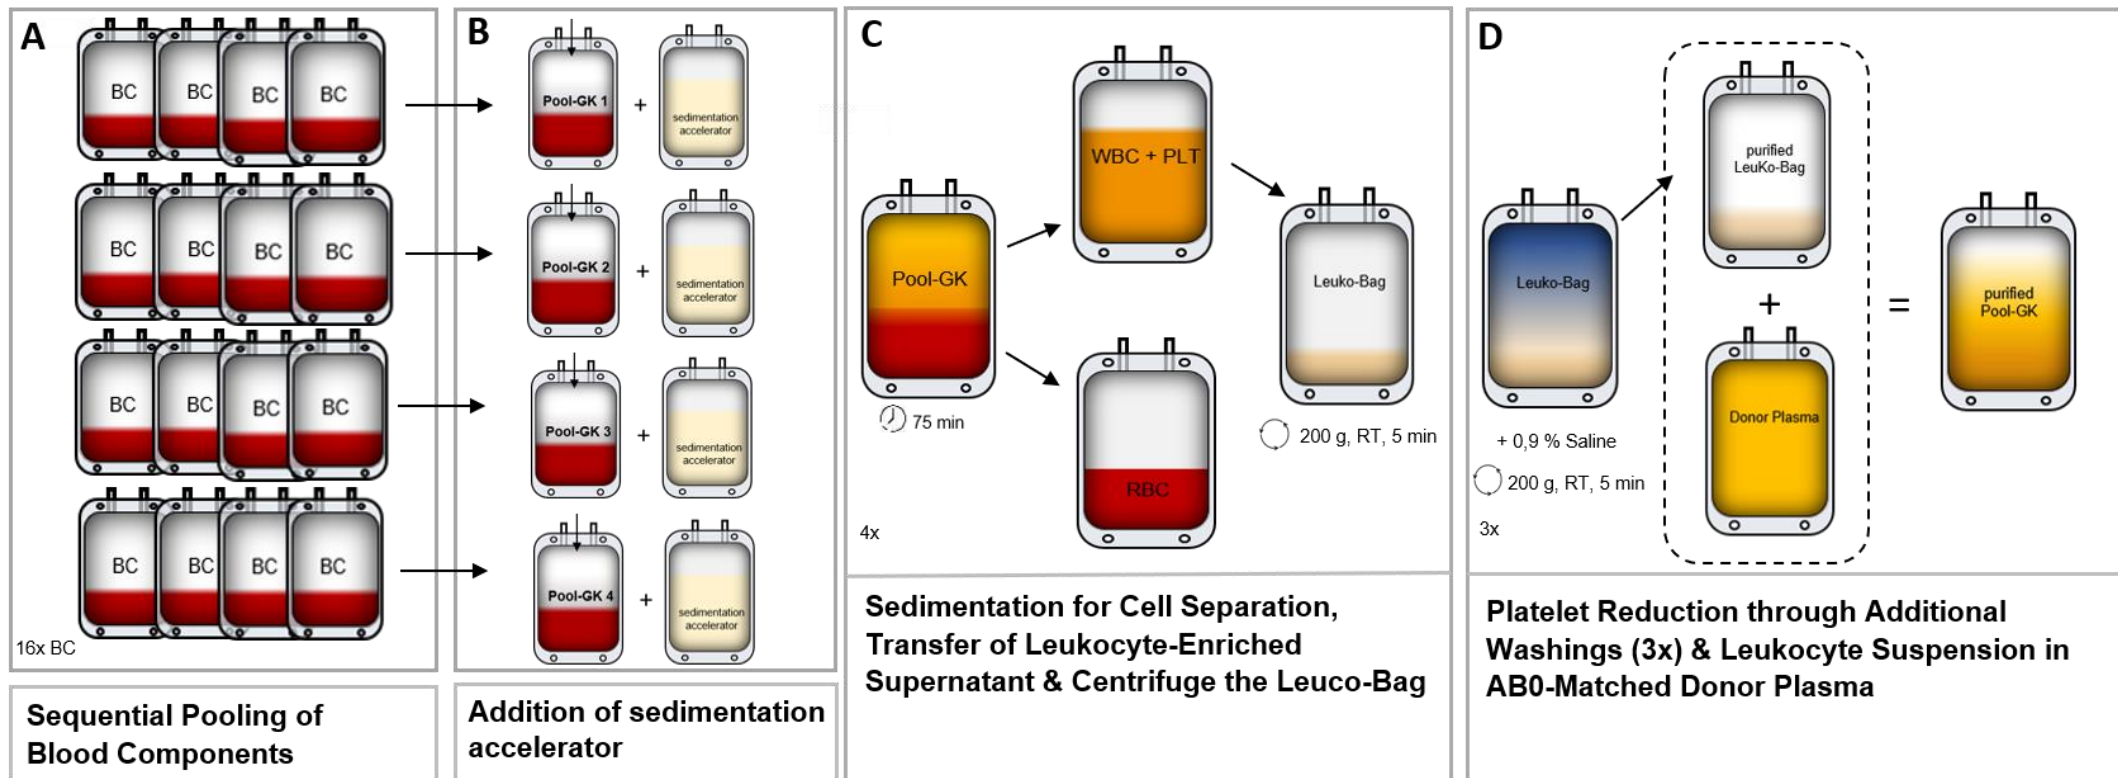 A
BC BC BC BC
BC BC BC BC
BC BC BC BC
BC BC BC BC
16x BC
Sequential Pooling of
Blood Components
B
Pool-GK 1
+
sedimentation
accelerator
Pool-GK 2
+
sedimentation
accelerator
Pool-GK 3
+
sedimentation
accelerator
Pool-GK 4
+
sedimentation
accelerator
Addition of sedimentation
accelerator
C
Pool-GK
75 min
WBC + PLT
RBC
Leuko-Bag
200 g, RT, 5 min
4x
Sedimentation for Cell Separation,
Transfer of Leukocyte-Enriched
Supernatant & Centrifuge the Leuco-Bag
D
Leuko-Bag
+ 0,9 % Saline
200 g, RT, 5 min
3x
purified
LeuKo-Bag
+
Donor Plasma
=
purified
Pool-GK
Platelet Reduction through Additional
Washings (3x) & Leukocyte Suspension in
AB0-Matched Donor Plasma